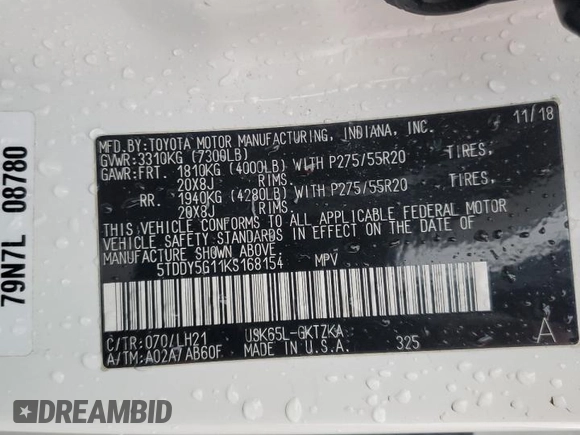 79N7L 08780
MFD.BY:TOYOTA MOTOR MANUFACTURING, INDIANA, INC. 11/18
GVWR:3310KG (7300LB)
GAWR:FRT. 1810KG (4000LB) WITH P275/55R20 TIRES,
20X8J RIMS.
RR. 1940KG (4280LB) WITH P275/55R20 TIRES,
20X8J RIMS.
THIS VEHICLE CONFORMS TO ALL APPLICABLE FEDERAL MOTOR
VEHICLE SAFETY STANDARDS IN EFFECT ON THE DATE OF
MANUFACTURE SHOWN ABOVE.
5TDDY5G11KS168154 MPV
C/TR:070/LH21 USK65L-GKTZKA
A/TM:A02A7AB60F MADE IN U.S.A. 325 A
DREAMBID